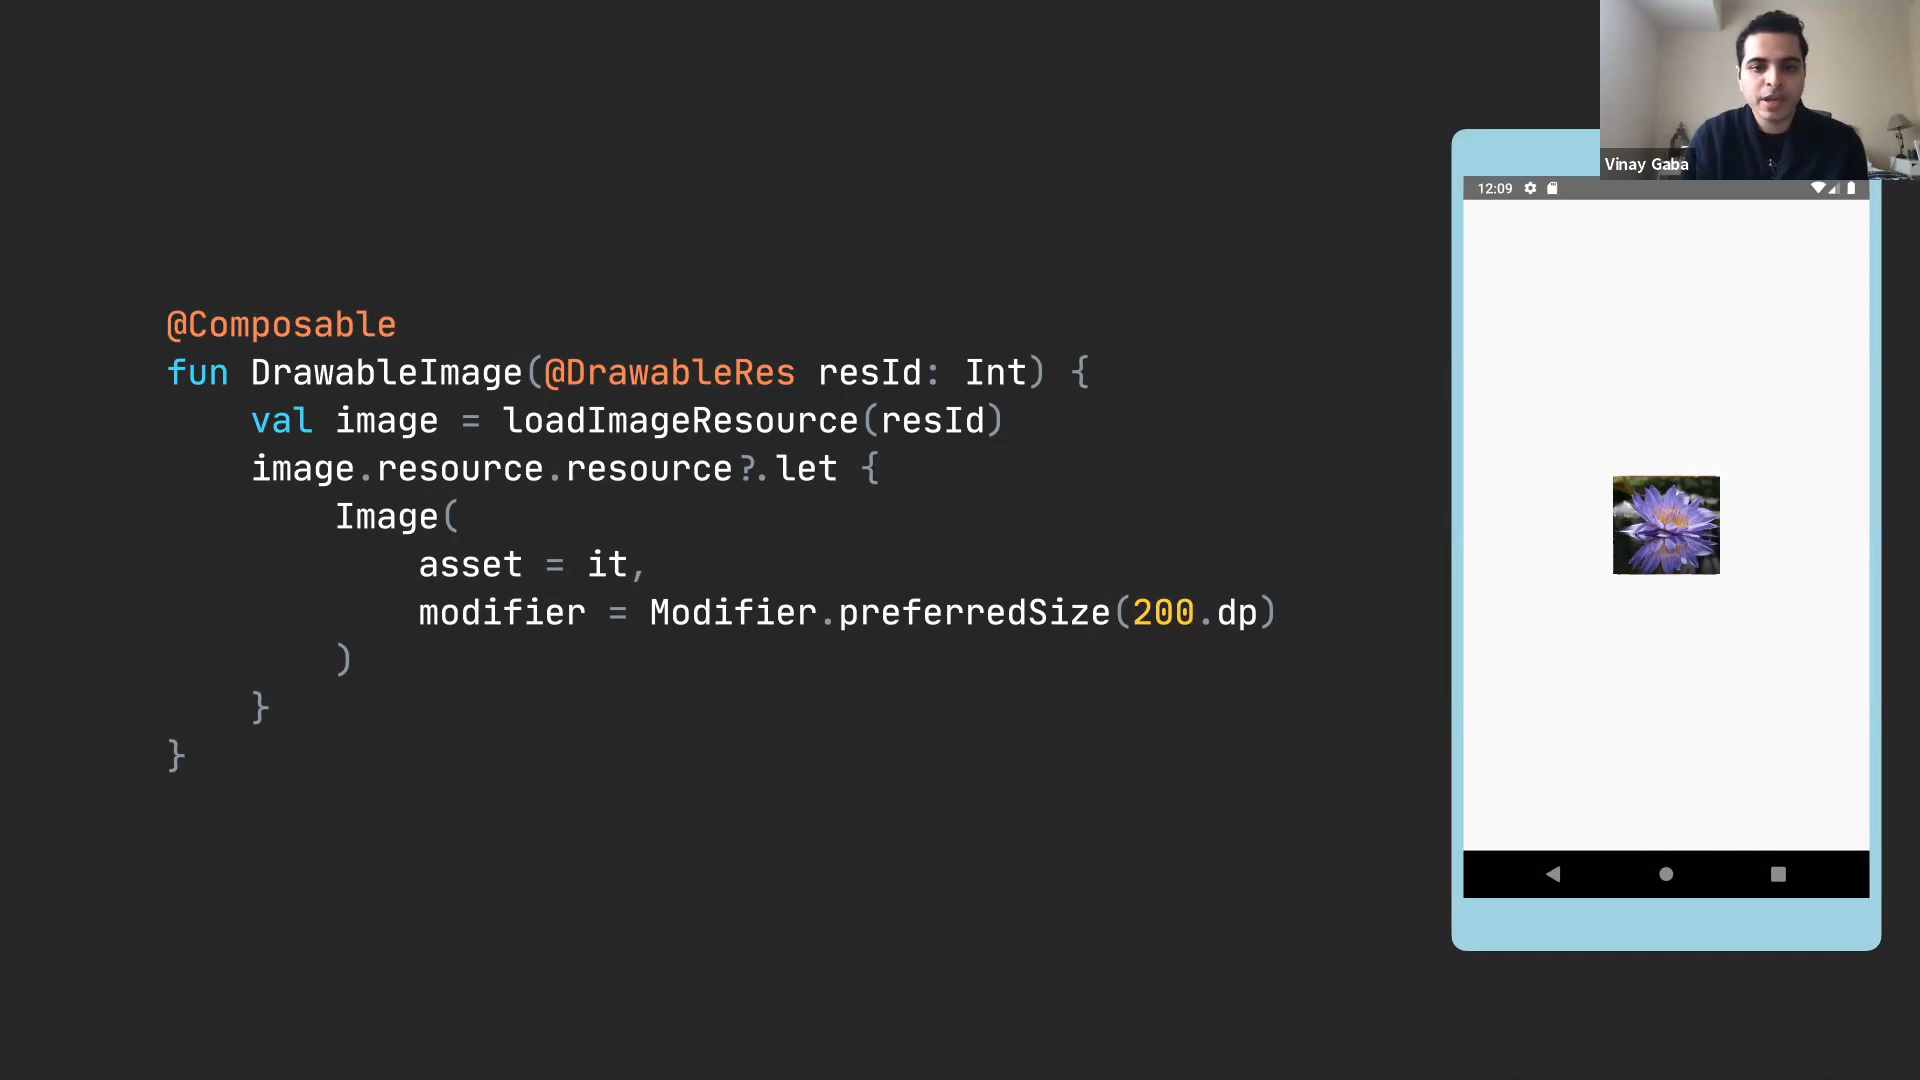 @Composable
fun DrawableImage(@DrawableRes resId: Int) {
    val image = loadImageResource(resId)
    image.resource.resource?.let {
        Image(
            asset = it,
            modifier = Modifier.preferredSize(200.dp)
        )
    }
}
Vinay Gaba
12:09